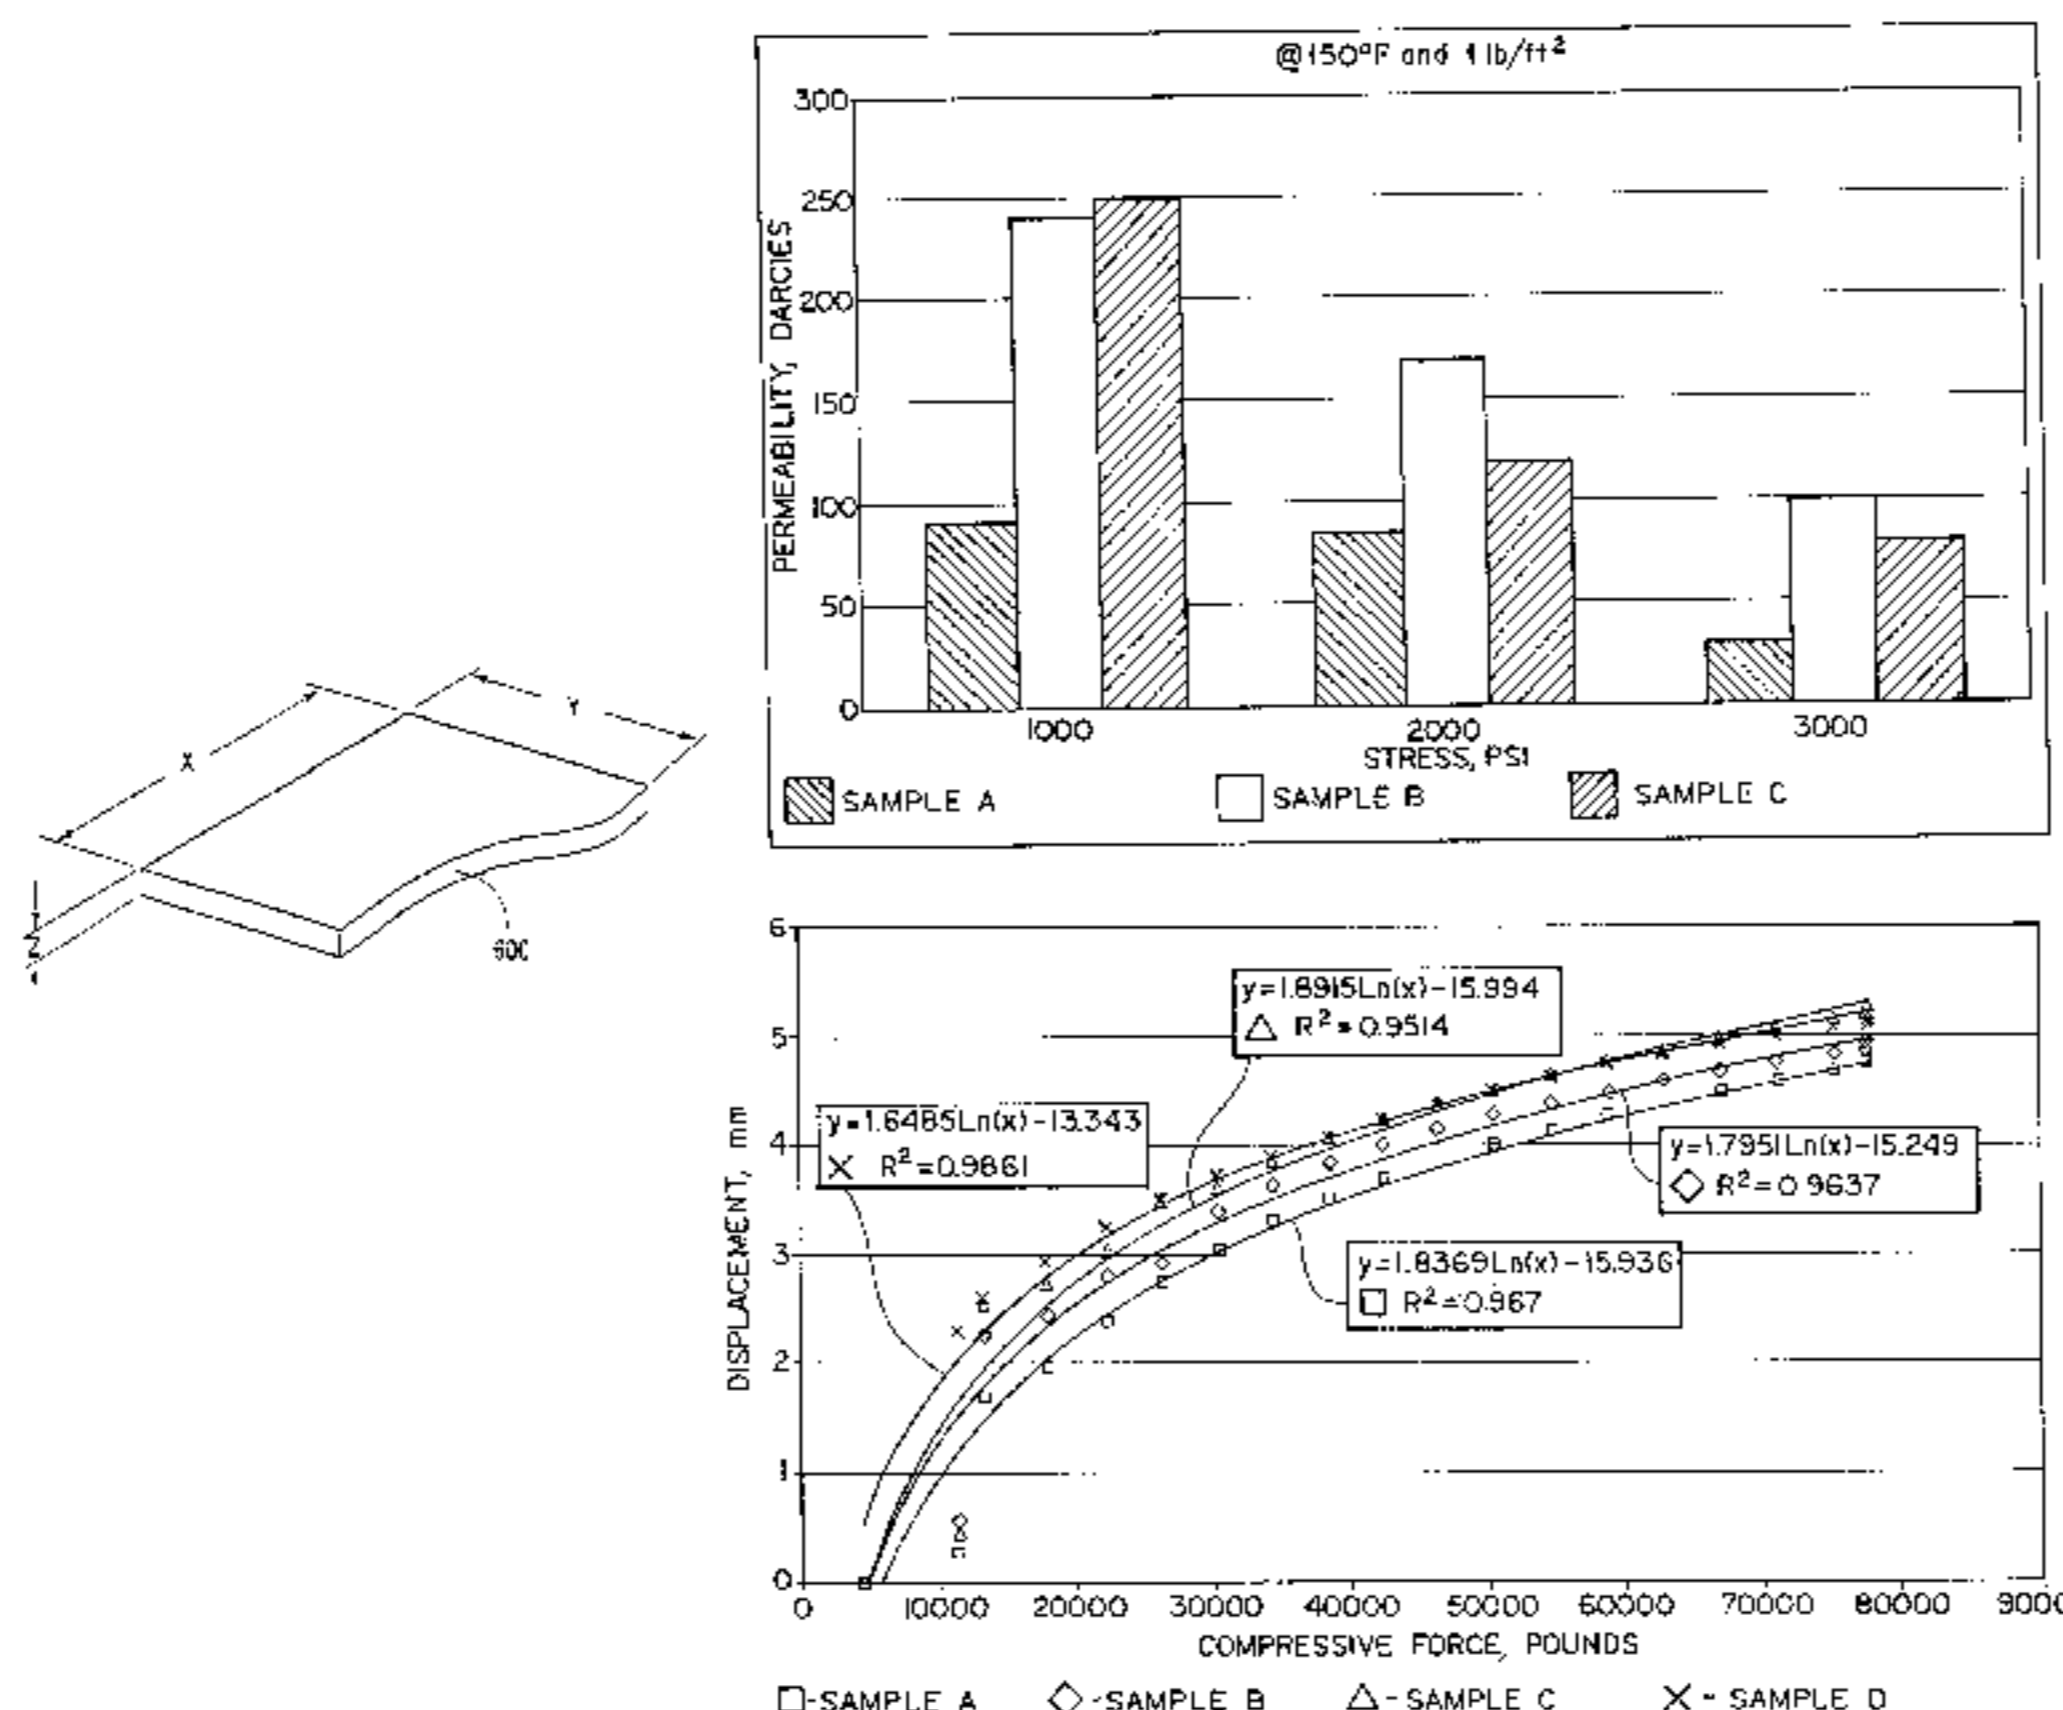 @150°F and 1 lb/ft²
300
250
200
150
100
50
0
PERMEABILITY, DARCIES
1000
2000
3000
STRESS, PSI
SAMPLE A
SAMPLE B
SAMPLE C
X
Y
Z
600
6
5
4
3
2
1
0
DISPLACEMENT, mm
y=1.8915Ln(x)-15.994
△ R²=0.9514
y=1.6485Ln(x)-13.343
X R²=0.9861
y=1.7951Ln(x)-15.249
◇ R²=0.9637
y=1.8369Ln(x)-15.936
□ R²=0.967
0 10000 20000 30000 40000 50000 60000 70000 80000
COMPRESSIVE FORCE, POUNDS
□-SAMPLE A ◇-SAMPLE B △-SAMPLE C X-SAMPLE D